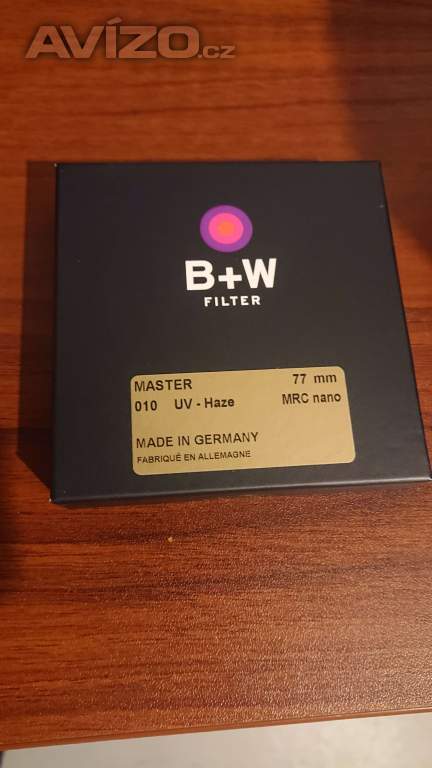 AVÍZO.cz
B+W
FILTER
MASTER 77 mm
010 UV - Haze MRC nano
MADE IN GERMANY
FABRIQUÉ EN ALLEMAGNE